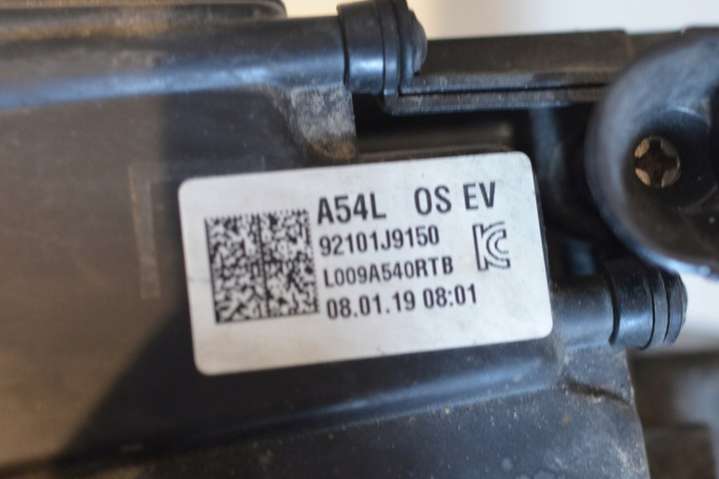 A54L OS EV
92101J9150
L009A540RTB
08.01.19 08:01